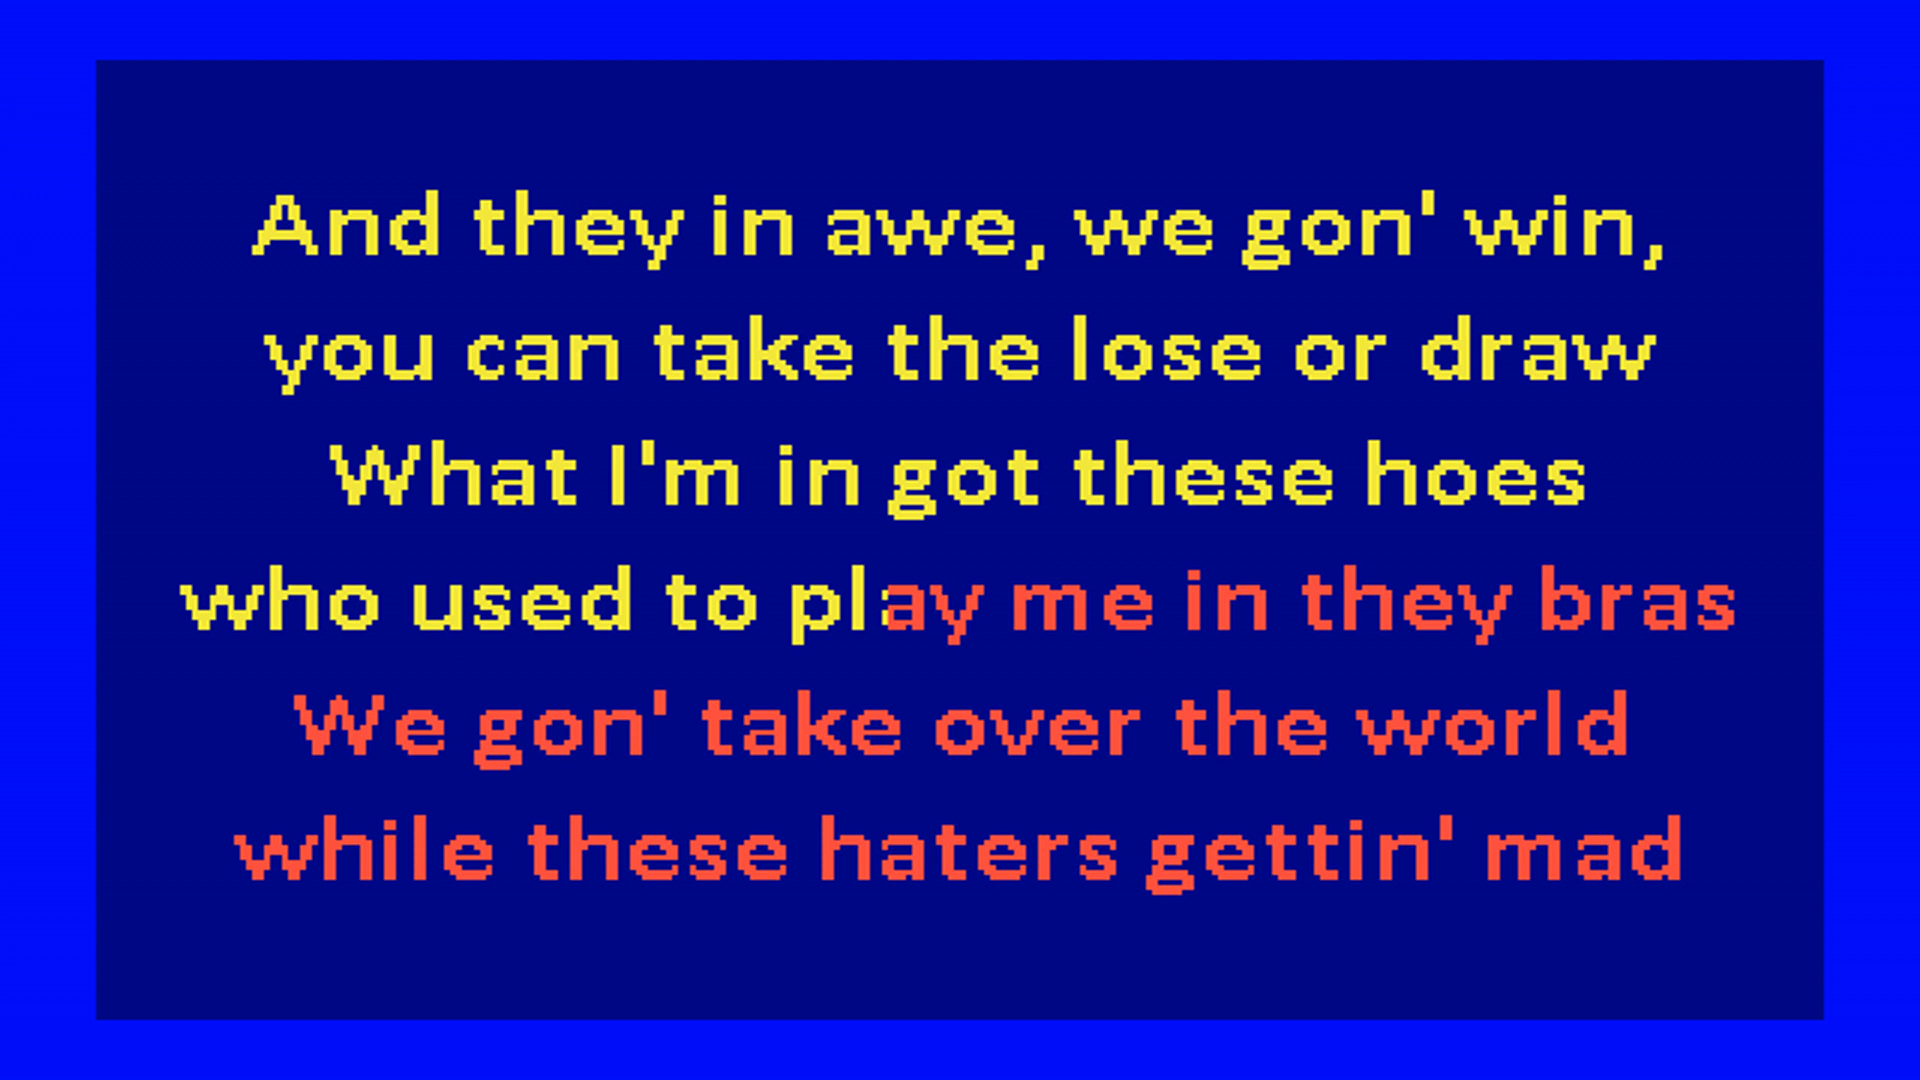 And they in awe, we gon' win,
you can take the lose or draw
What I'm in got these hoes
who used to play me in they bras
We gon' take over the world
while these haters gettin' mad